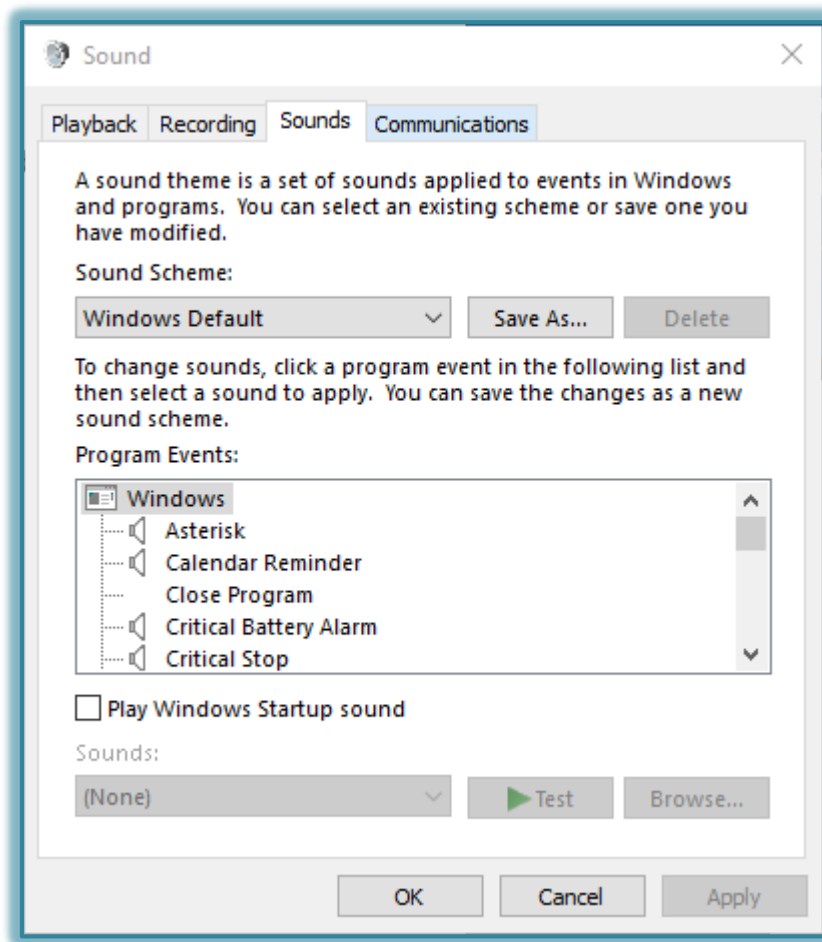 Sound
Playback Recording Sounds Communications
A sound theme is a set of sounds applied to events in Windows
and programs. You can select an existing scheme or save one you
have modified.
Sound Scheme:
Windows Default Save As... Delete
To change sounds, click a program event in the following list and
then select a sound to apply. You can save the changes as a new
sound scheme.
Program Events:
Windows
Asterisk
Calendar Reminder
Close Program
Critical Battery Alarm
Critical Stop
Play Windows Startup sound
Sounds:
(None) Test Browse...
OK Cancel Apply